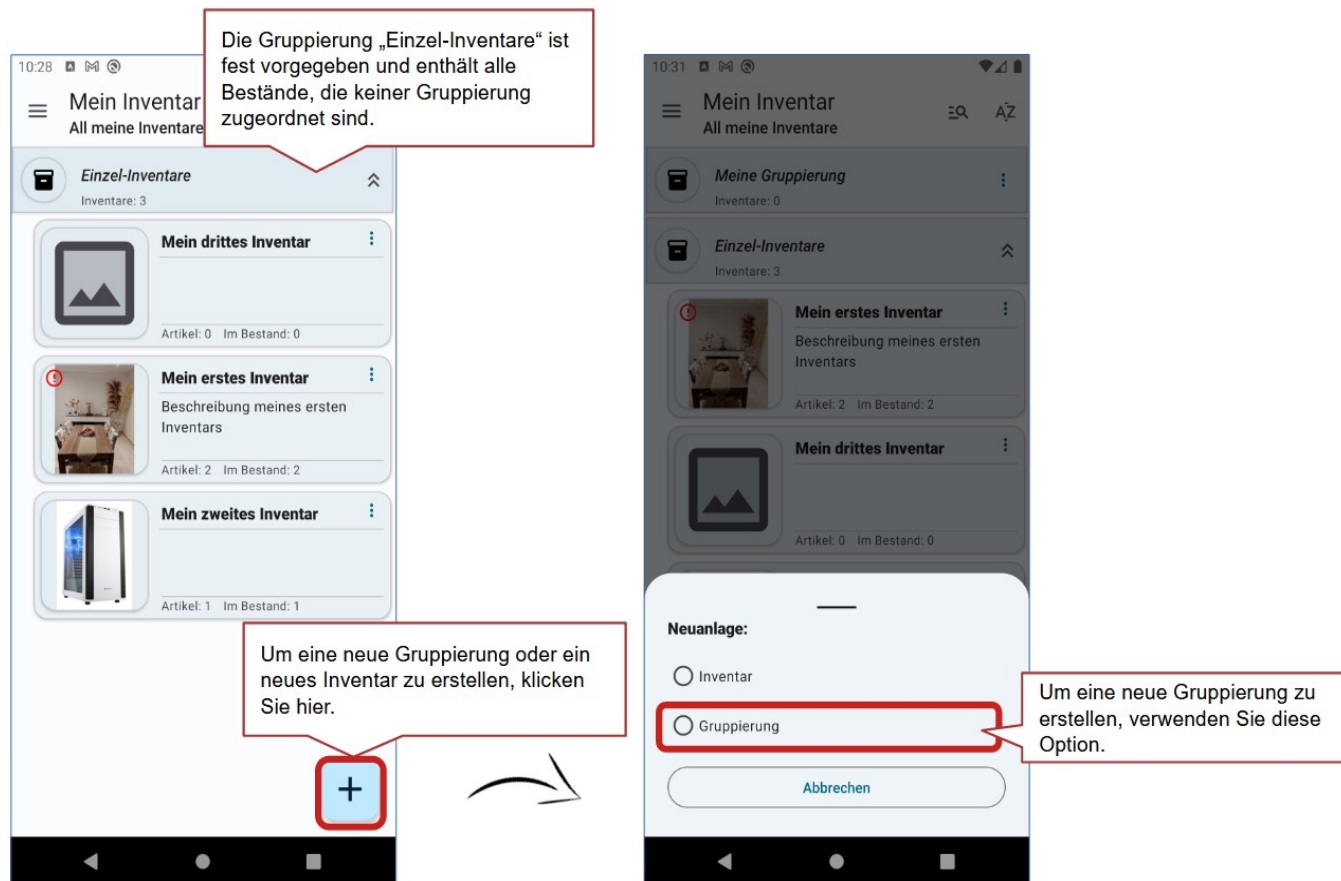 Die Gruppierung „Einzel-Inventare“ ist
fest vorgegeben und enthält alle
Bestände, die keiner Gruppierung
zugeordnet sind.
10:28
Mein Inventar
All meine Inventare
Einzel-Inventare
Inventare: 3
Mein drittes Inventar
Artikel: 0 Im Bestand: 0
Mein erstes Inventar
Beschreibung meines ersten
Inventars
Artikel: 2 Im Bestand: 2
Mein zweites Inventar
Artikel: 1 Im Bestand: 1
Um eine neue Gruppierung oder ein
neues Inventar zu erstellen, klicken
Sie hier.
10:31
Mein Inventar
All meine Inventare
AZ
Meine Gruppierung
Inventare: 0
Einzel-Inventare
Inventare: 3
Mein erstes Inventar
Beschreibung meines ersten
Inventars
Artikel: 2 Im Bestand: 2
Mein drittes Inventar
Artikel: 0 Im Bestand: 0
Neuanlage:
Inventar
Gruppierung
Abbrechen
Um eine neue Gruppierung zu
erstellen, verwenden Sie diese
Option.